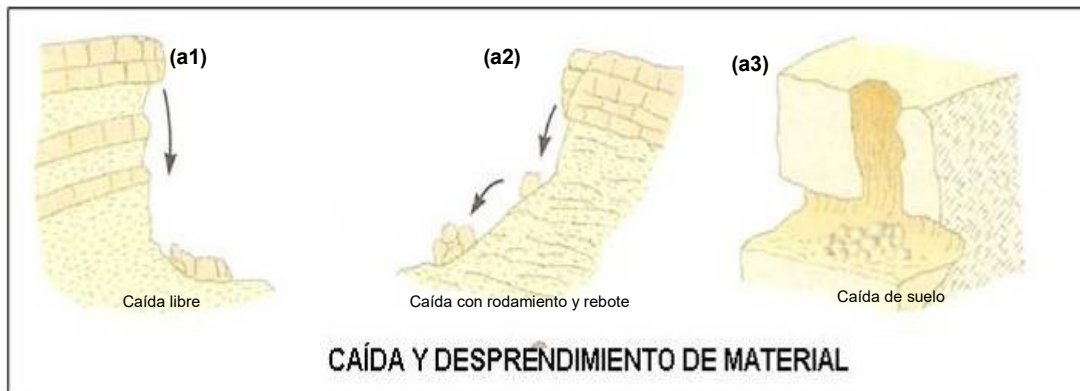 (a1)
(a2)
(a3)
Caída libre
Caída con rodamiento y rebote
Caída de suelo
CAÍDA Y DESPRENDIMIENTO DE MATERIAL